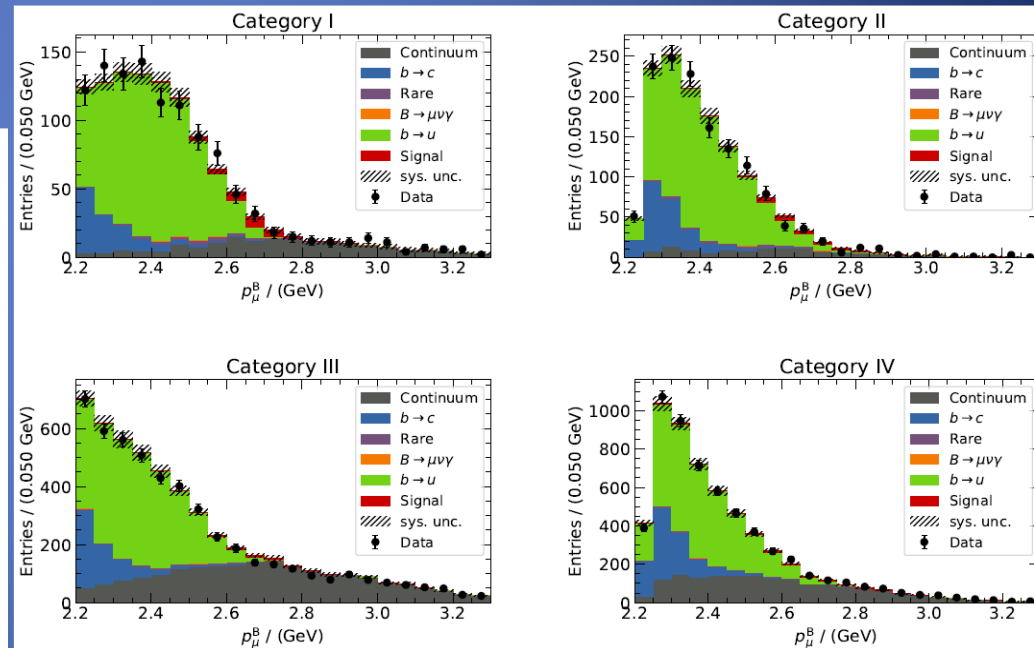 Category I
Entries / (0.050 GeV)
150
100
50
0
2.2 2.4 2.6 2.8 3.0 3.2
p_μ^B / (GeV)
Continuum
b→c
Rare
B→μνγ
b→u
Signal
sys. unc.
Data
Category II
Entries / (0.050 GeV)
250
200
150
100
50
0
2.2 2.4 2.6 2.8 3.0 3.2
p_μ^B / (GeV)
Continuum
b→c
Rare
B→μνγ
b→u
Signal
sys. unc.
Data
Category III
Entries / (0.050 GeV)
600
400
200
0
2.2 2.4 2.6 2.8 3.0 3.2
p_μ^B / (GeV)
Continuum
b→c
Rare
B→μνγ
b→u
Signal
sys. unc.
Data
Category IV
Entries / (0.050 GeV)
1000
800
600
400
200
0
2.2 2.4 2.6 2.8 3.0 3.2
p_μ^B / (GeV)
Continuum
b→c
Rare
B→μνγ
b→u
Signal
sys. unc.
Data